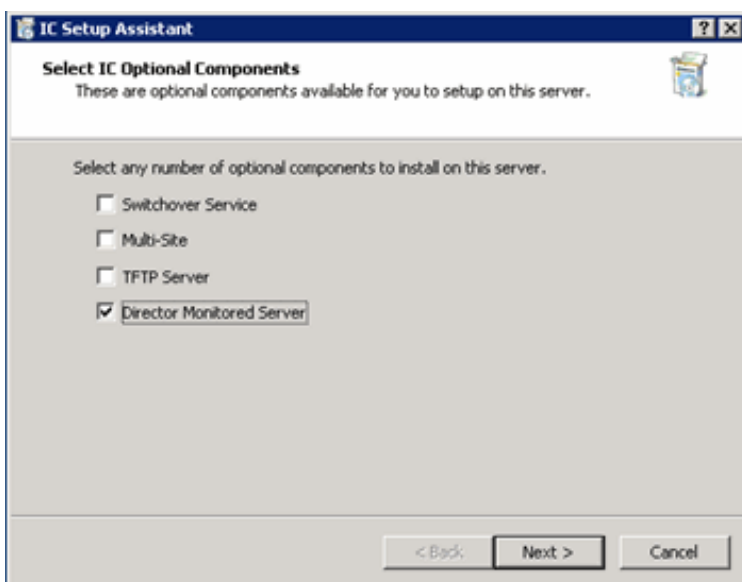 IC Setup Assistant
Select IC Optional Components
These are optional components available for you to setup on this server.
Select any number of optional components to install on this server.
Switchover Service
Multi-Site
TFTP Server
Director Monitored Server
< Back
Next >
Cancel